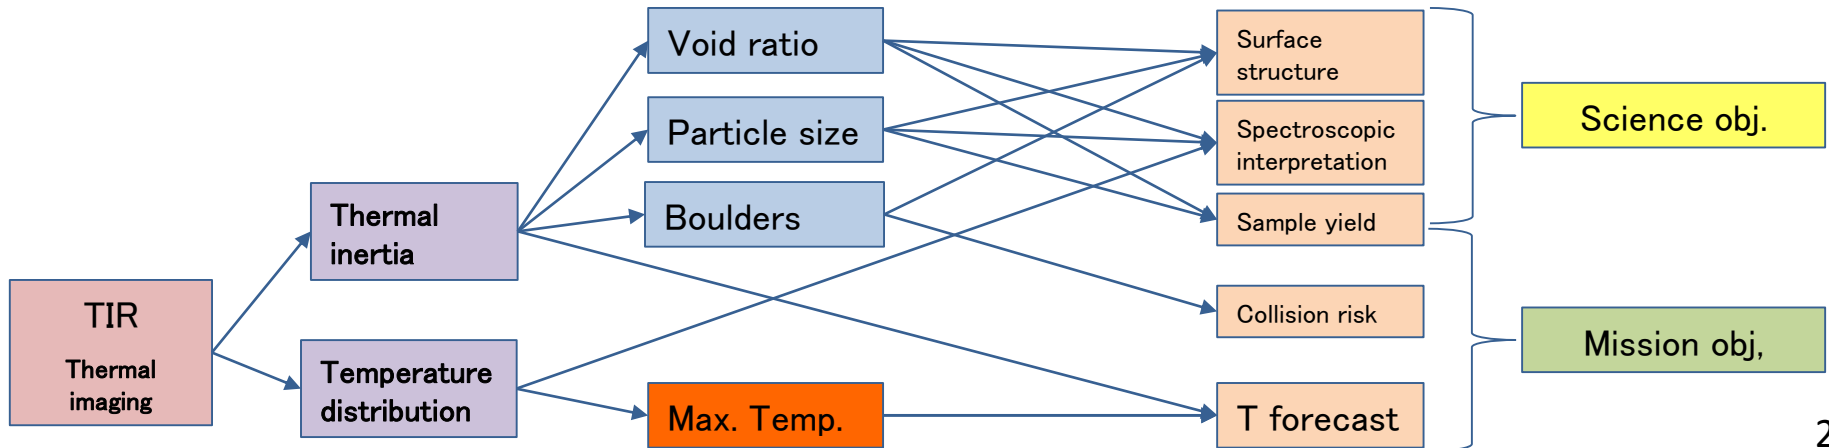 TIR
Thermal
imaging
Thermal
inertia
Temperature
distribution
Void ratio
Particle size
Boulders
Max. Temp.
Surface
structure
Spectroscopic
interpretation
Sample yield
Collision risk
T forecast
Science obj.
Mission obj,
2